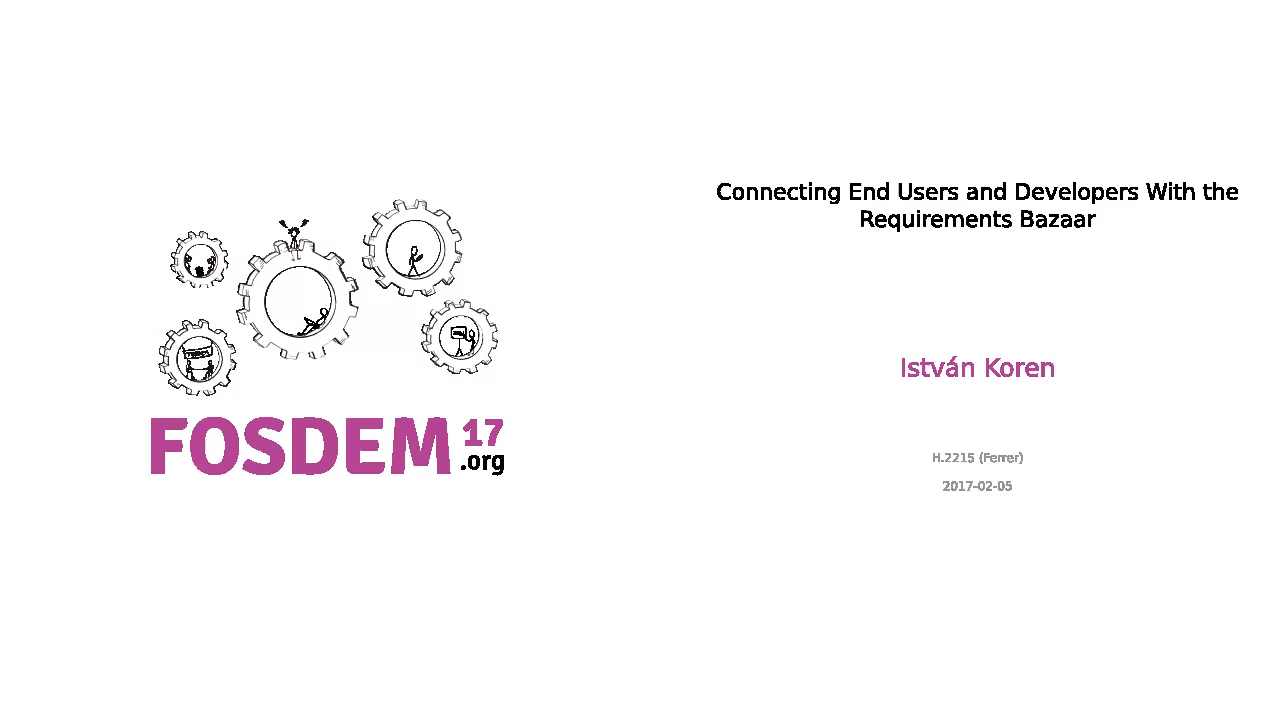 FOSDEM 17
.org
Connecting End Users and Developers With the
Requirements Bazaar
István Koren
H.2215 (Ferrer)
2017-02-05